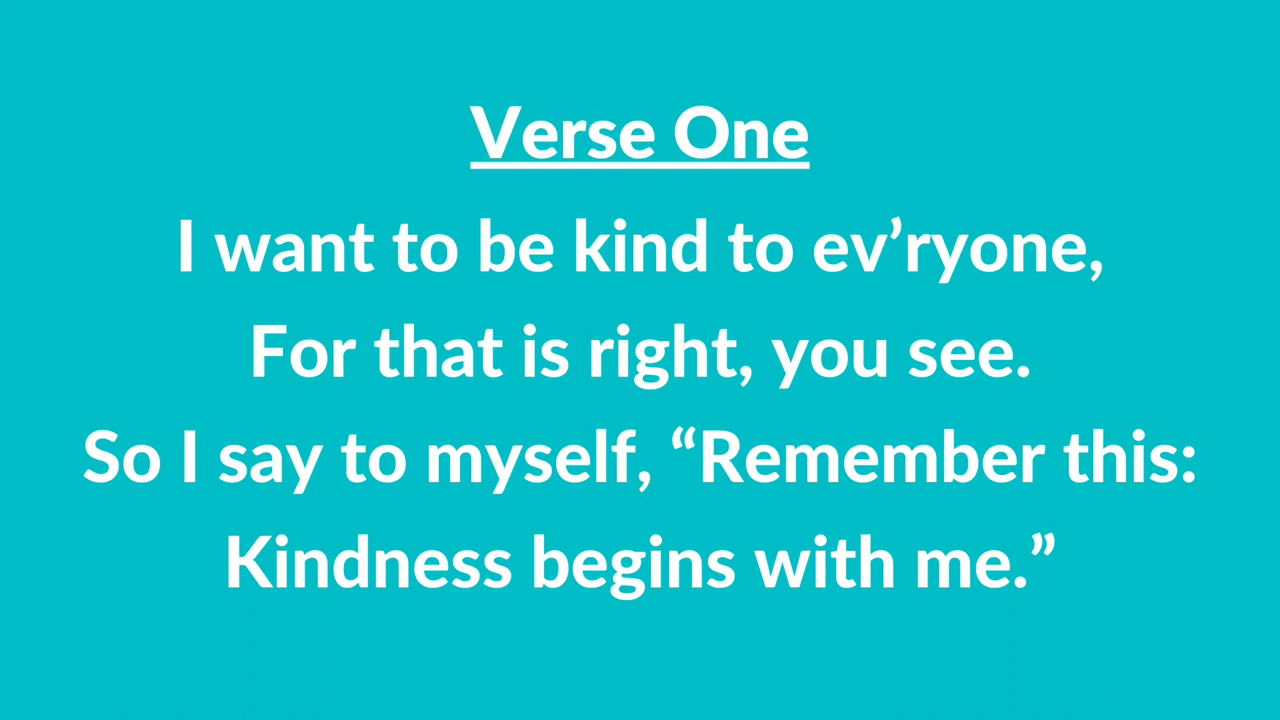 Verse One
I want to be kind to ev’ryone,
For that is right, you see.
So I say to myself, “Remember this:
Kindness begins with me.”